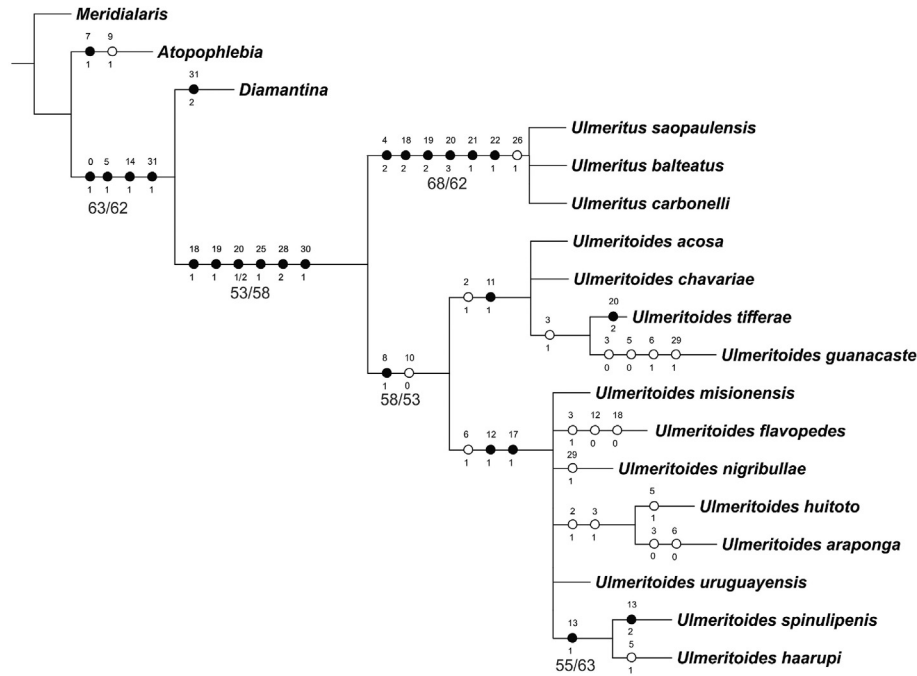 Meridialaris
7 9
Atopophlebia
1 1
31
Diamantina
2
4 18 19 20 21 22 26
Ulmeritus saopaulensis
2 2 2 3 1 1 1
Ulmeritus balteatus
68/62
0 5 14 31
1 1 1 1
63/62
Ulmeritus carbonelli
Ulmeritoides acosa
18 19 20 25 28 30
1 1 1/2 1 2 1
53/58
Ulmeritoides chavariae
2 11
1 1
20
Ulmeritoides tifferae
2
3
1
3 5 6 29
Ulmeritoides guanacaste
0 0 1 1
8 10
1 0
58/53
Ulmeritoides misionensis
3 12 18
Ulmeritoides flavopedes
1 0 0
6 12 17
1 1 1
29
Ulmeritoides nigribullae
1
5
Ulmeritoides huitoto
1
2 3
1 1
3 6
Ulmeritoides araponga
0 0
Ulmeritoides uruguayensis
13
Ulmeritoides spinulipenis
2
13
1
55/63
5
Ulmeritoides haarupi
1